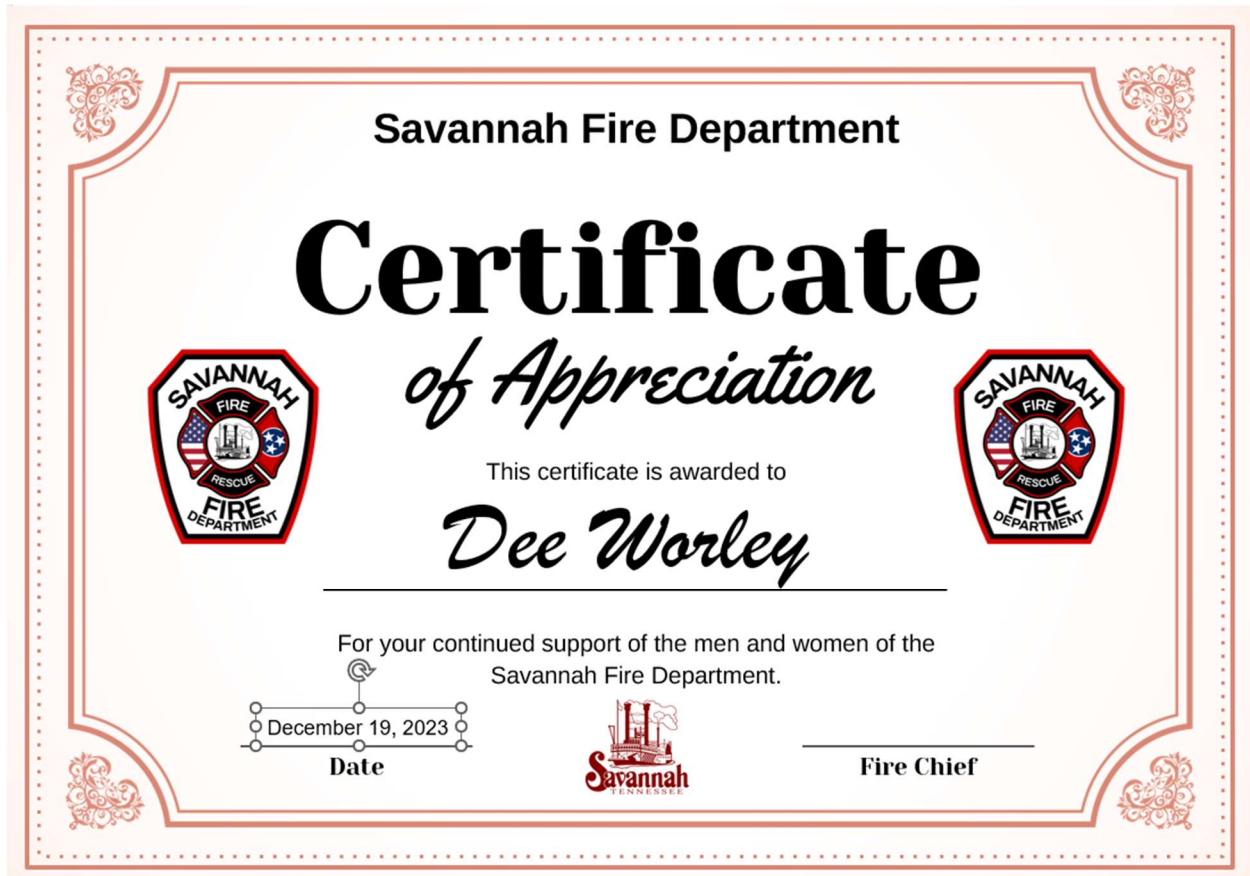 Savannah Fire Department
Certificate
of Appreciation
SAVANNAH
FIRE
RESCUE
FIRE
DEPARTMENT
SAVANNAH
FIRE
RESCUE
FIRE
DEPARTMENT
This certificate is awarded to
Dee Worley
For your continued support of the men and women of the
Savannah Fire Department.
December 19, 2023
Date
Savannah
TENNESSEE
Fire Chief